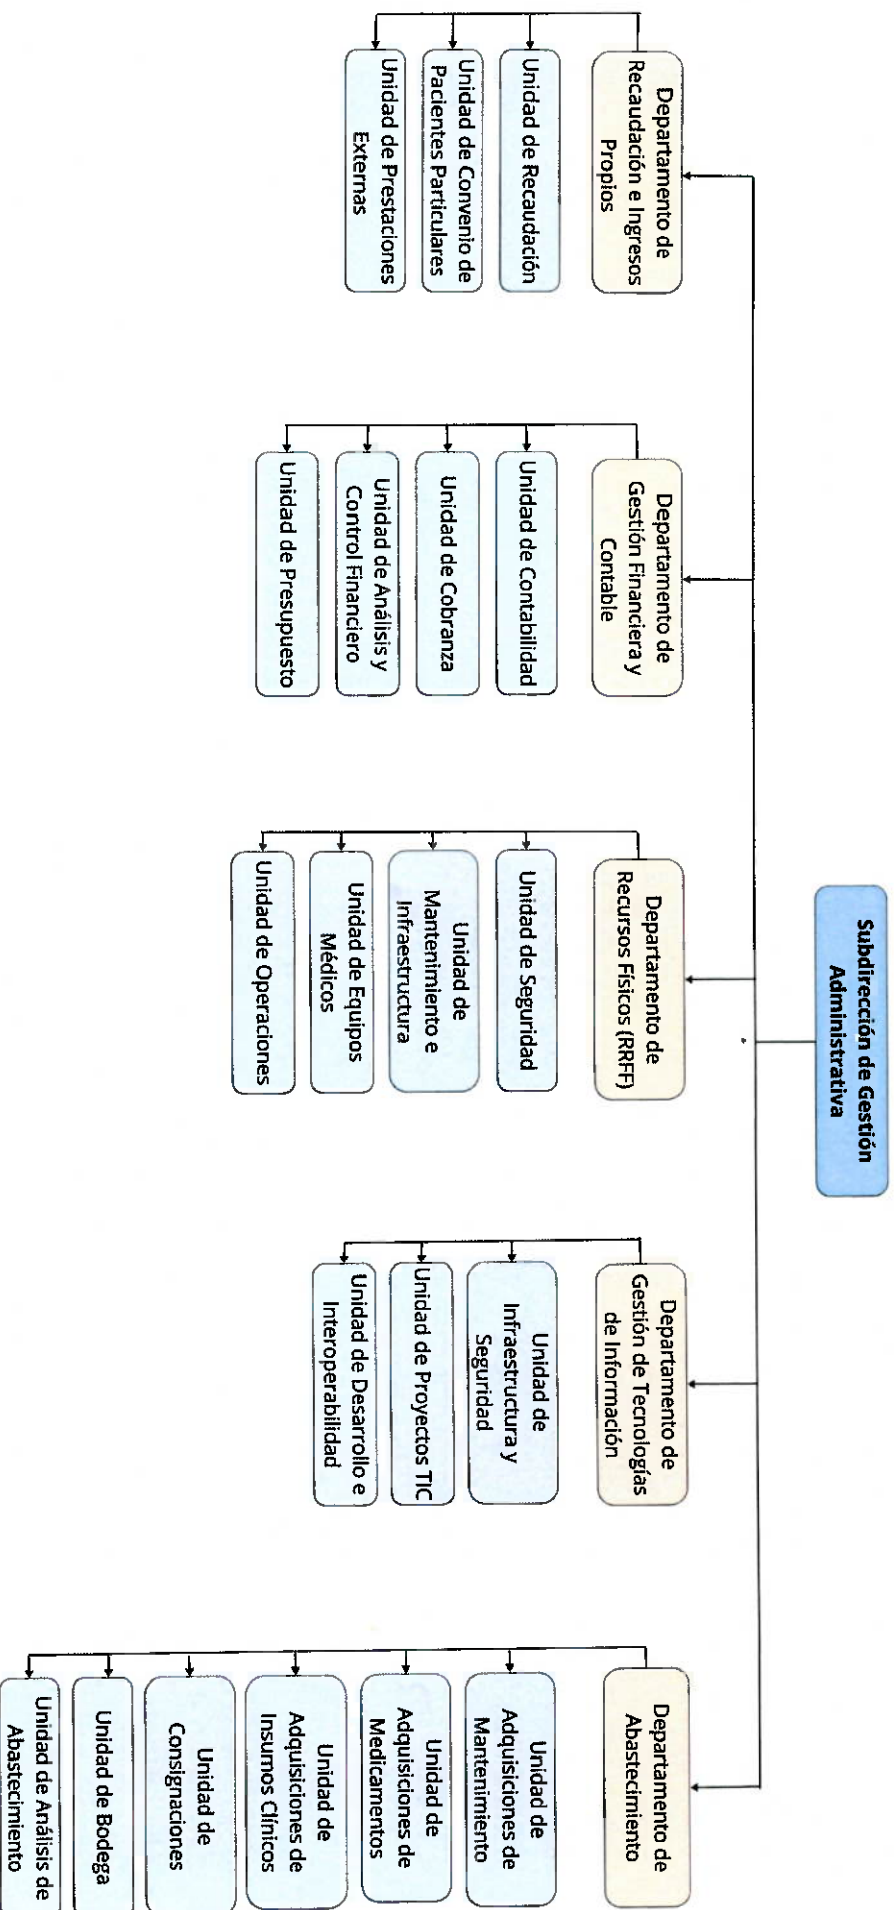 Subdirección de Gestión
Administrativa
Departamento de
Recaudación e Ingresos
Propios
Unidad de Recaudación
Unidad de Convenio de
Pacientes Particulares
Unidad de Prestaciones
Externas
Departamento de
Gestión Financiera y
Contable
Unidad de Contabilidad
Unidad de Cobranza
Unidad de Análisis y
Control Financiero
Unidad de Presupuesto
Departamento de
Recursos Físicos (RRFF)
Unidad de Seguridad
Unidad de
Mantenimiento e
Infraestructura
Unidad de Equipos
Médicos
Unidad de Operaciones
Departamento de
Gestión de Tecnologías
de Información
Unidad de
Infraestructura y
Seguridad
Unidad de Proyectos TIC
Unidad de Desarrollo e
Interoperabilidad
Departamento de
Abastecimiento
Unidad de
Adquisiciones de
Mantenimiento
Unidad de
Adquisiciones de
Medicamentos
Unidad de
Adquisiciones de
Insumos Clínicos
Unidad de
Consignaciones
Unidad de Bodega
Unidad de Análisis de
Abastecimiento